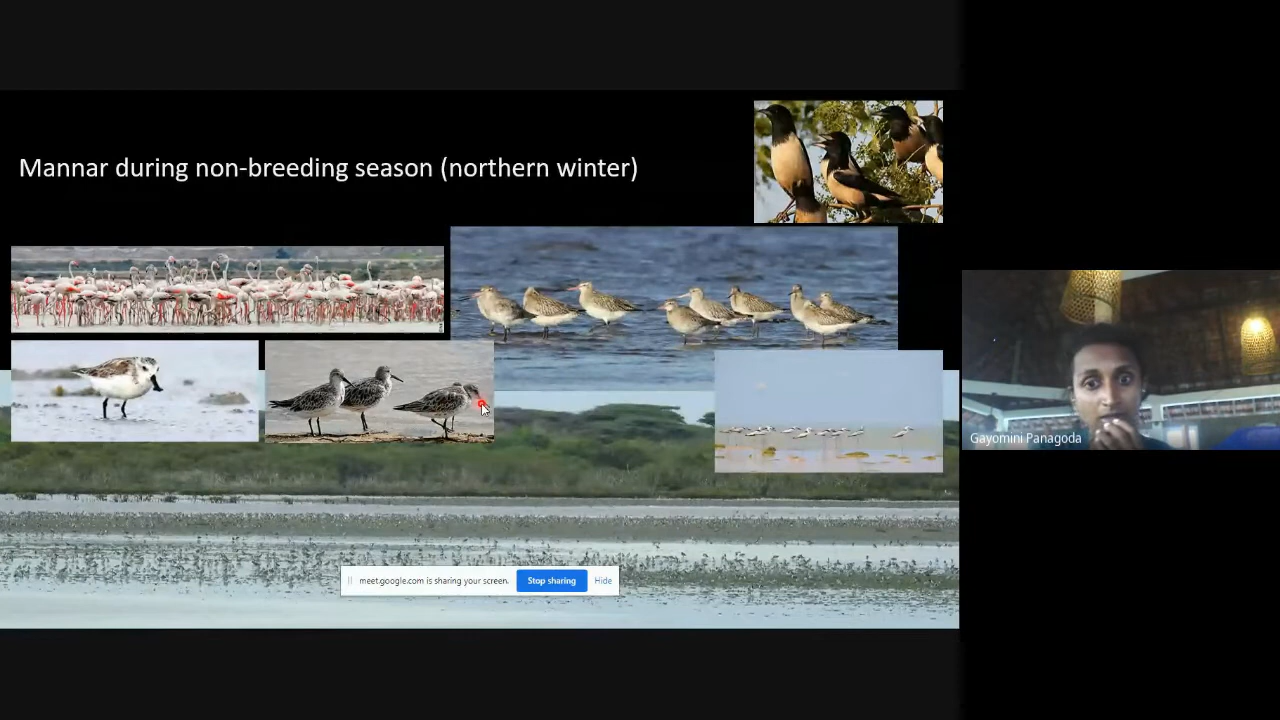 Mannar during non-breeding season (northern winter)
Gayomini Panagoda
meet.google.com is sharing your screen.
Stop sharing
Hide